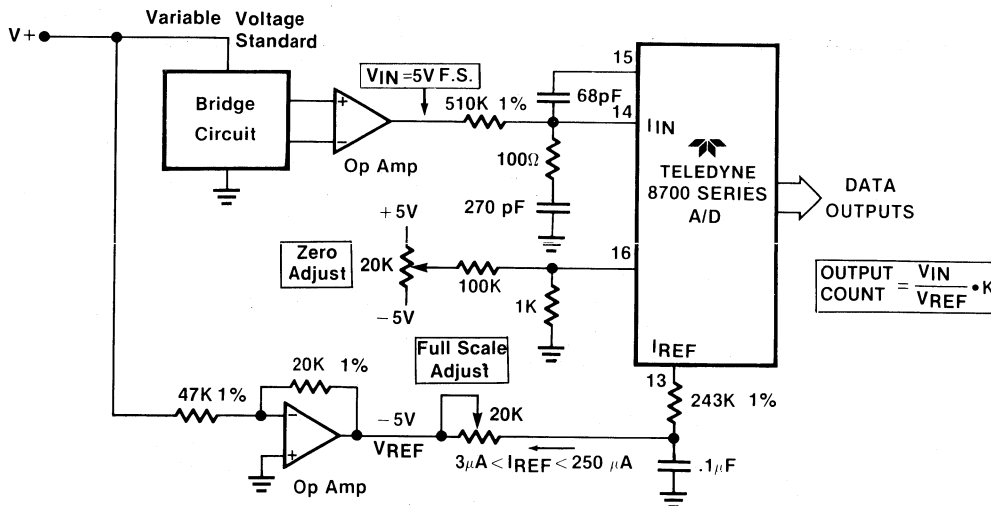 Variable Voltage
Standard
V+
Bridge
Circuit
+
−
Op Amp
VIN =5V F.S.
510K 1%
15
68pF
14
IIN
100Ω
270 pF
TELEDYNE
8700 SERIES
A/D
DATA
OUTPUTS
+5V
Zero
Adjust
20K
−5V
100K
16
1K
OUTPUT
COUNT = VIN
VREF • K
Full Scale
Adjust
IREF
13
243K 1%
20K 1%
47K 1%
−
+
Op Amp
−5V
VREF
20K
3μA < IREF < 250 μA
.1μF